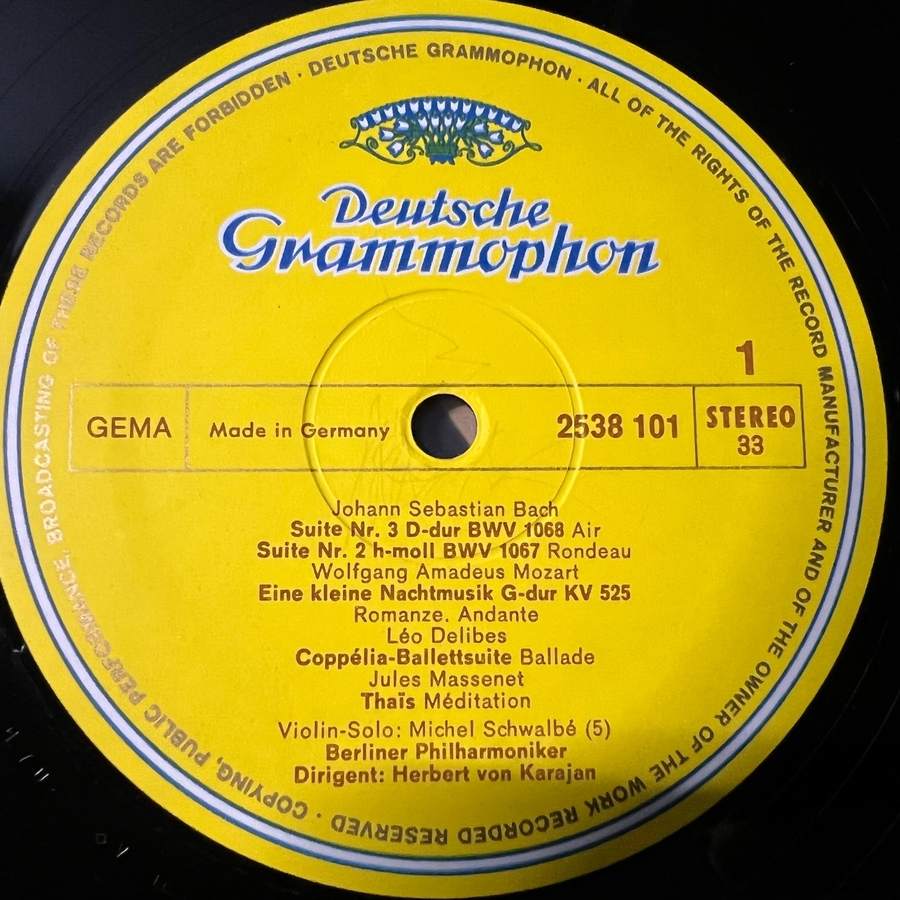 DEUTSCHE GRAMMOPHON · ALL OF THE RIGHTS OF THE RECORD MANUFACTURER AND OF THE OWNER OF THE WORK RECORDED RESERVED · COPYING, PUBLIC PERFORMANCE, BROADCASTING OF THESE RECORDS ARE FORBIDDEN ·
Deutsche
Grammophon
1
GEMA Made in Germany 2538 101 STEREO
33
Johann Sebastian Bach
Suite Nr. 3 D-dur BWV 1068 Air
Suite Nr. 2 h-moll BWV 1067 Rondeau
Wolfgang Amadeus Mozart
Eine kleine Nachtmusik G-dur KV 525
Romanze. Andante
Léo Delibes
Coppélia-Ballettsuite Ballade
Jules Massenet
Thaïs Méditation
Violin-Solo: Michel Schwalbé (5)
Berliner Philharmoniker
Dirigent: Herbert von Karajan